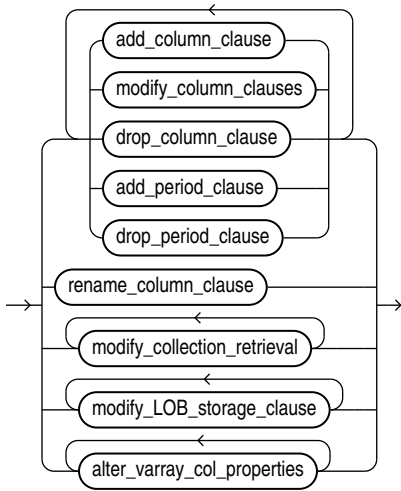 add_column_clause
modify_column_clauses
drop_column_clause
add_period_clause
drop_period_clause
rename_column_clause
modify_collection_retrieval
modify_LOB_storage_clause
alter_varray_col_properties